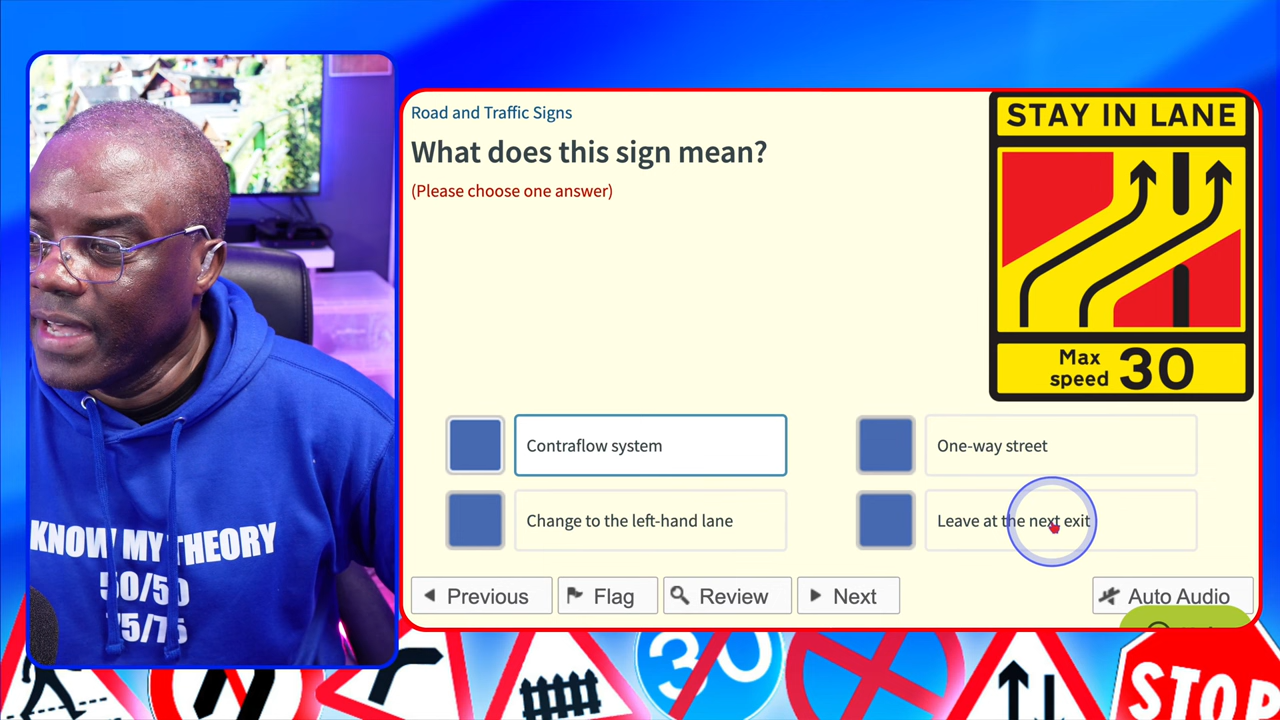 Road and Traffic Signs
What does this sign mean?
(Please choose one answer)
STAY IN LANE
Max
speed 30
Contraflow system
One-way street
Change to the left-hand lane
Leave at the next exit
Previous
Flag
Review
Next
Auto Audio
KNOW MY THEORY
50/50
75/75
30
STOP